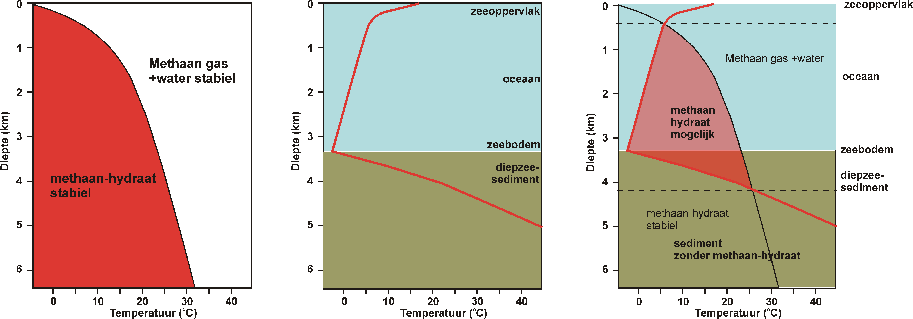 0
1
2
3
4
5
6
Diepte (km)
Methaan gas
+water stabiel
methaan-hydraat
stabiel
0
10
20
30
40
Temperatuur (°C)
0
1
2
3
4
5
6
Diepte (km)
zeeoppervlak
oceaan
zeebodem
diepzee-
sediment
0
10
20
30
40
Temperatuur (°C)
0
1
2
3
4
5
6
Diepte (km)
Methaan gas +water
methaan
hydraat
mogelijk
methaan hydraat
stabiel
sediment
zonder methaan-hydraat
0
10
20
30
40
Temperatuur (°C)
zeeoppervlak
oceaan
zeebodem
diepzee-
sediment